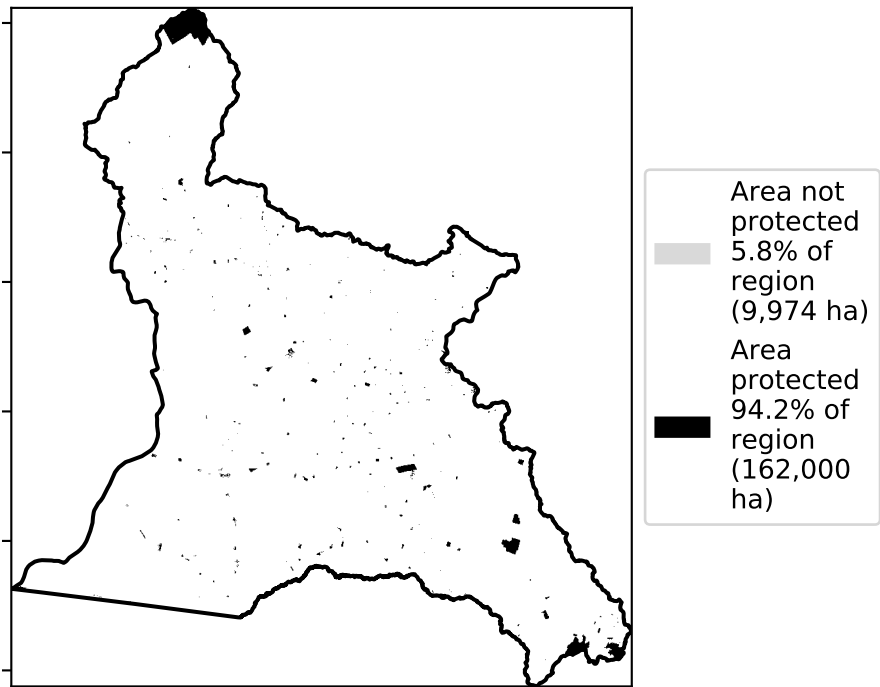 Area not
protected
5.8% of
region
(9,974 ha)
Area
protected
94.2% of
region
(162,000
ha)